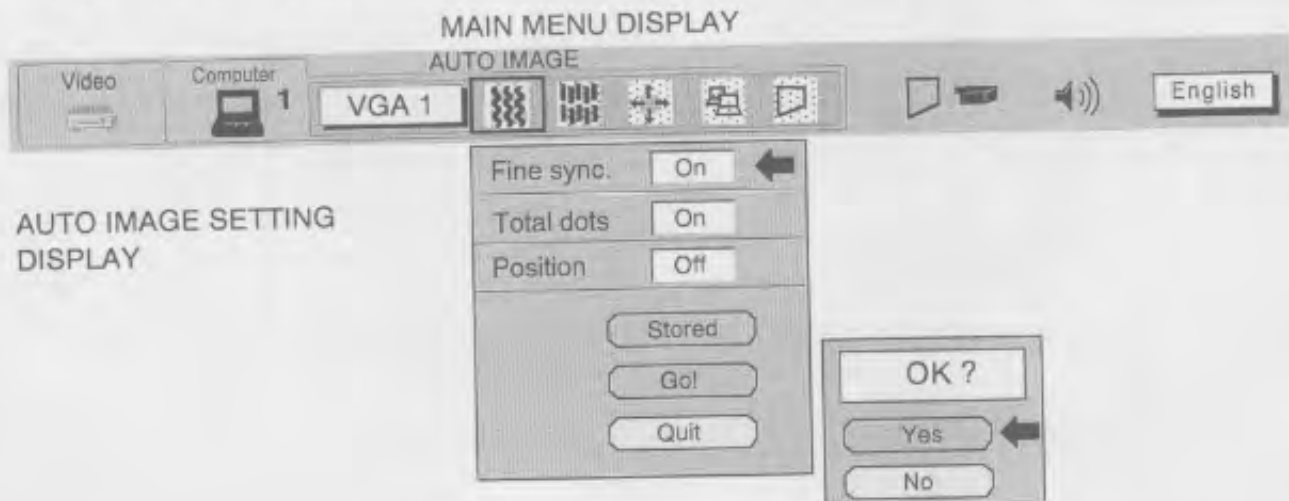 MAIN MENU DISPLAY
AUTO IMAGE
Video
Computer
1
VGA 1
English
AUTO IMAGE SETTING
DISPLAY
Fine sync. On
Total dots On
Position Off
Stored
Go!
Quit
OK ?
Yes
No